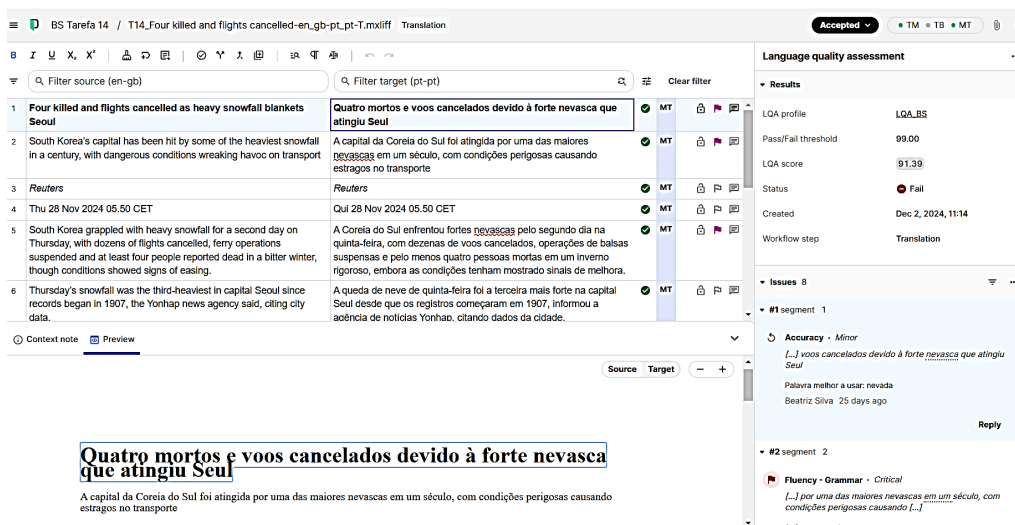 BS Tarefa 14 / T14_Four killed and flights cancelled-en_gb-pt_pt-T.mxliff Translation
Accepted
TM TB MT
B I U X₂ X²
Filter source (en-gb)
Filter target (pt-pt)
Clear filter
1 Four killed and flights cancelled as heavy snowfall blankets
Seoul
Quatro mortos e voos cancelados devido à forte nevasca que
atingiu Seul
MT
2 South Korea's capital has been hit by some of the heaviest snowfall
in a century, with dangerous conditions wreaking havoc on transport
A capital da Coreia do Sul foi atingida por uma das maiores
nevascas em um século, com condições perigosas causando
estragos no transporte
MT
3 Reuters
Reuters
MT
4 Thu 28 Nov 2024 05.50 CET
Qui 28 Nov 2024 05.50 CET
MT
5 South Korea grappled with heavy snowfall for a second day on
Thursday, with dozens of flights cancelled, ferry operations
suspended and at least four people reported dead in a bitter winter,
though conditions showed signs of easing.
A Coreia do Sul enfrentou fortes nevascas pelo segundo dia na
quinta-feira, com dezenas de voos cancelados, operações de balsas
suspensas e pelo menos quatro pessoas mortas em um inverno
rigoroso, embora as condições tenham mostrado sinais de melhora.
MT
6 Thursday's snowfall was the third-heaviest in capital Seoul since
records began in 1907, the Yonhap news agency said, citing city
data.
A queda de neve de quinta-feira foi a terceira mais forte na capital
Seul desde que os registros começaram em 1907, informou a
agência de notícias Yonhap, citando dados da cidade.
MT
Context note Preview
Source Target
Quatro mortos e voos cancelados devido à forte nevasca
que atingiu Seul
A capital da Coreia do Sul foi atingida por uma das maiores nevascas em um século, com condições perigosas causando
estragos no transporte
Language quality assessment
Results
LQA profile LQA_BS
Pass/Fail threshold 99.00
LQA score 91.39
Status Fail
Created Dec 2, 2024, 11:14
Workflow step Translation
Issues 8
#1 segment 1
Accuracy • Minor
[...] voos cancelados devido à forte nevasca que atingiu
Seul
Palavra melhor a usar: nevada
Beatriz Silva 25 days ago
Reply
#2 segment 2
Fluency - Grammar • Critical
[...] por uma das maiores nevascas em um século, com
condições perigosas causando [...]